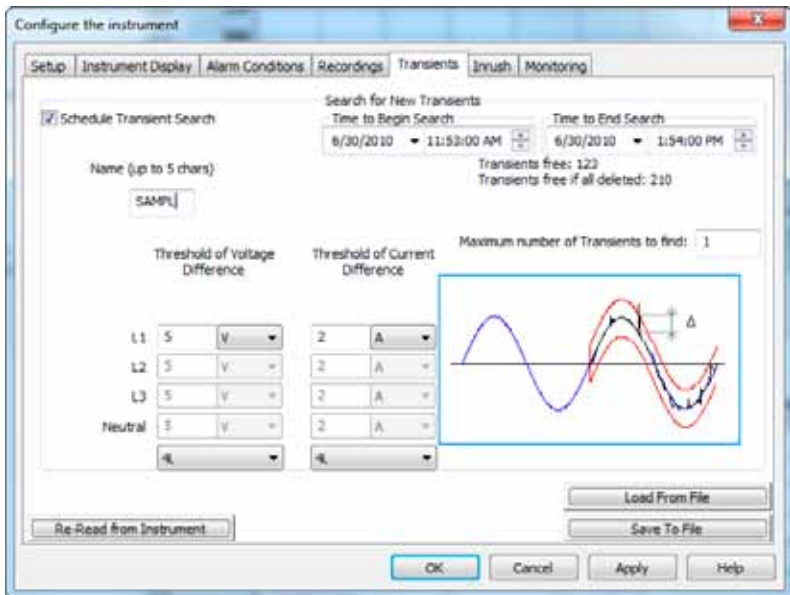 Configure the instrument
Setup Instrument Display Alarm Conditions Recordings Transients Inrush Monitoring
Search for New Transients
Schedule Transient Search
Time to Begin Search Time to End Search
6/30/2010 11:53:00 AM 6/30/2010 1:54:00 PM
Name (up to 5 chars)
Transients free: 123
Transients free if all deleted: 210
SAMPL
Maximum number of Transients to find: 1
Threshold of Voltage Difference
Threshold of Current Difference
Δ
L1 5 V 2 A
L2 5 V 2 A
L3 5 V 2 A
Neutral 5 V 2 A
4L 4L
Load From File
Re-Read from Instrument Save To File
OK Cancel Apply Help